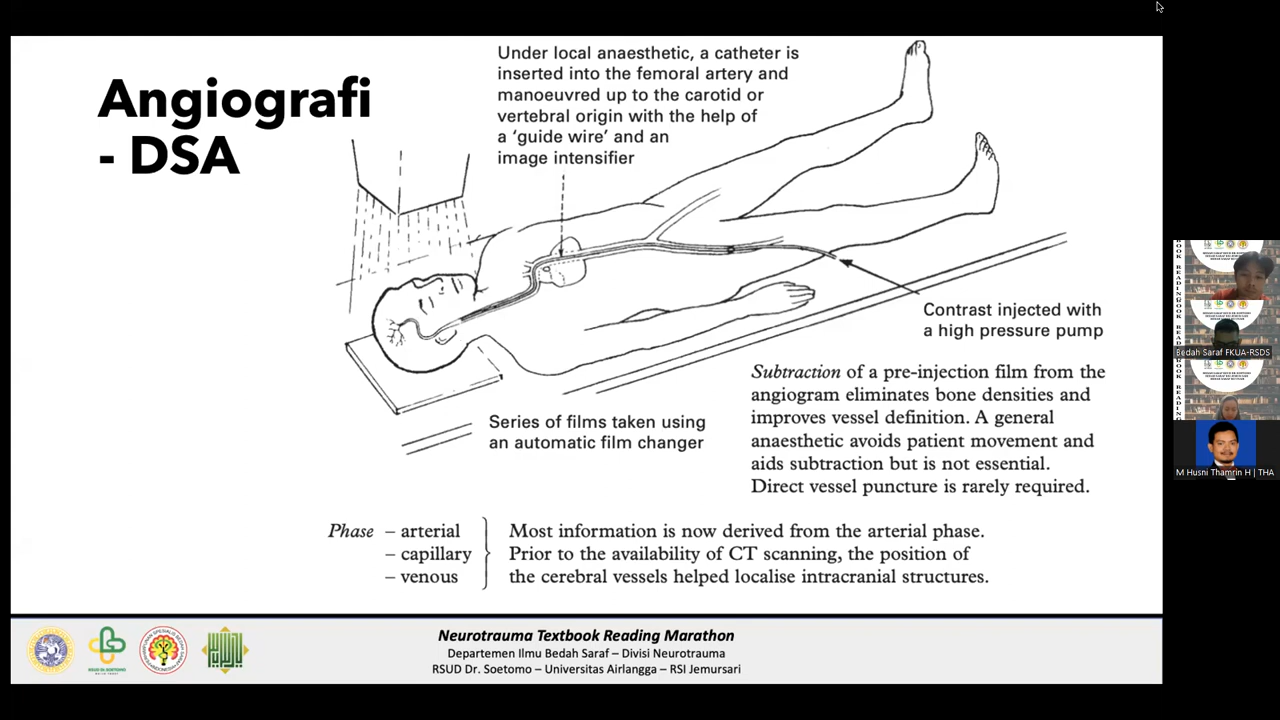 Angiografi
- DSA
Under local anaesthetic, a catheter is
inserted into the femoral artery and
manoeuvred up to the carotid or
vertebral origin with the help of
a ‘guide wire’ and an
image intensifier
Contrast injected with
a high pressure pump
Series of films taken using
an automatic film changer
Subtraction of a pre-injection film from the
angiogram eliminates bone densities and
improves vessel definition. A general
anaesthetic avoids patient movement and
aids subtraction but is not essential.
Direct vessel puncture is rarely required.
Phase – arterial
– capillary
– venous
Most information is now derived from the arterial phase.
Prior to the availability of CT scanning, the position of
the cerebral vessels helped localise intracranial structures.
Neurotrauma Textbook Reading Marathon
Departemen Ilmu Bedah Saraf – Divisi Neurotrauma
RSUD Dr. Soetomo – Universitas Airlangga – RSI Jemursari
RSUD DR. SOETOMO
Bedah Saraf FKUA-RSDS
M Husni Thamrin H | THA